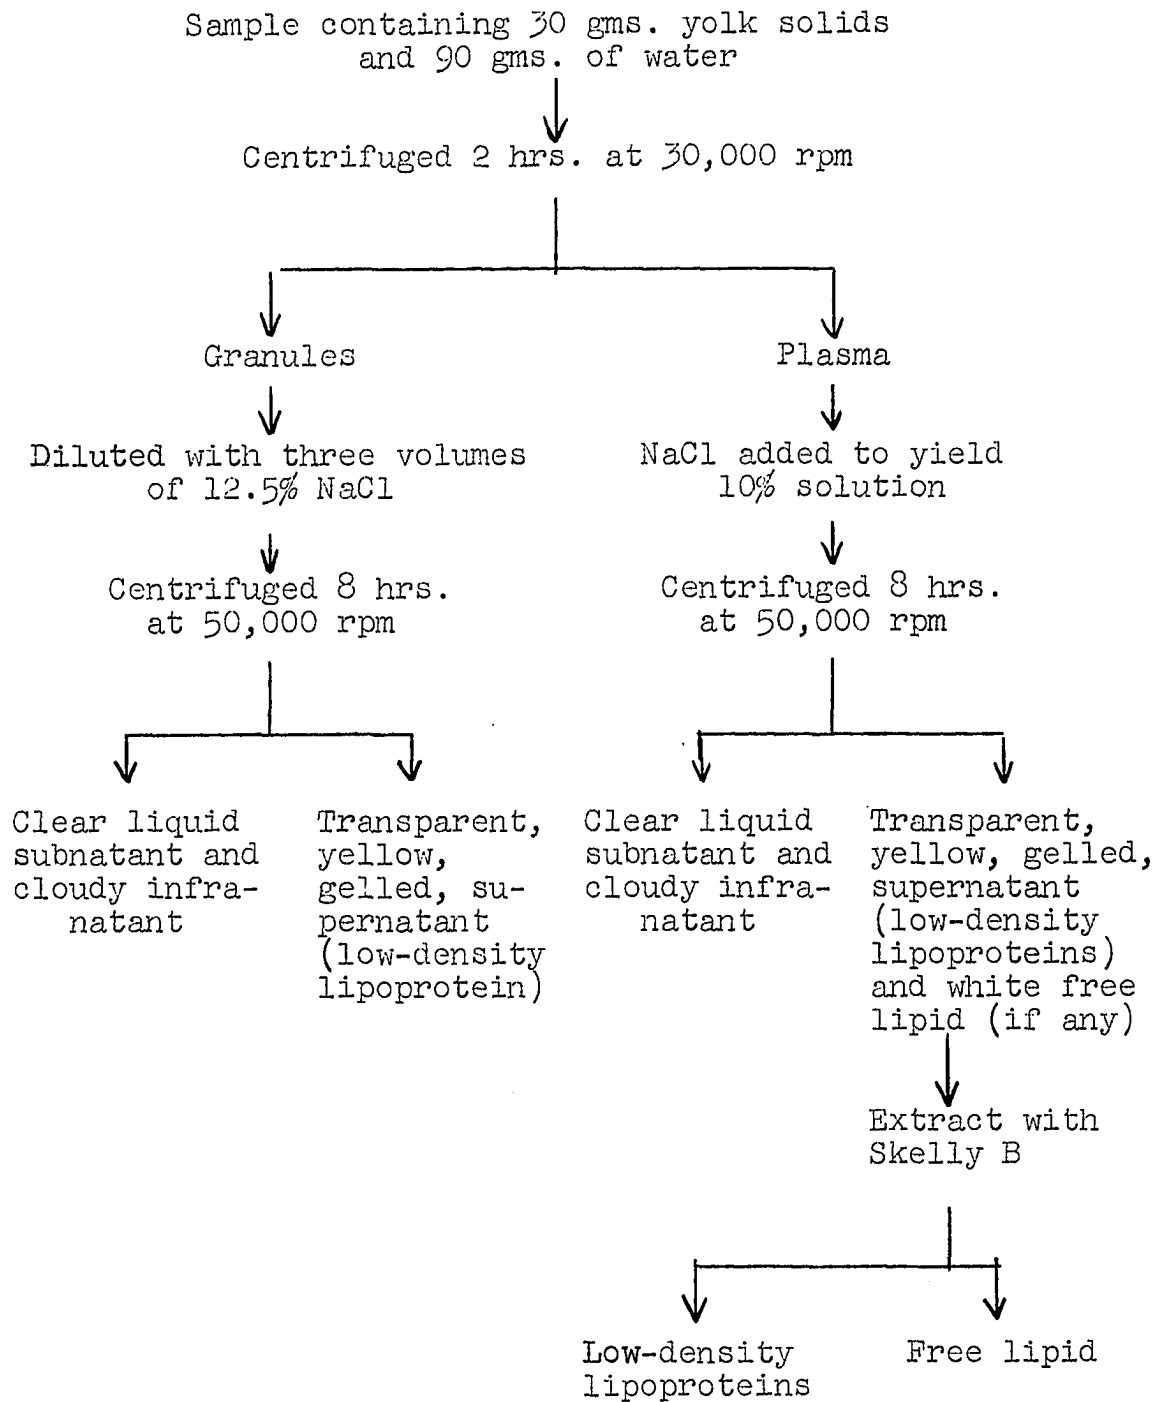 Sample containing 30 gms. yolk solids
and 90 gms. of water
Centrifuged 2 hrs. at 30,000 rpm
Granules
Plasma
Diluted with three volumes
of 12.5% NaCl
NaCl added to yield
10% solution
Centrifuged 8 hrs.
at 50,000 rpm
Centrifuged 8 hrs.
at 50,000 rpm
Clear liquid
subnatant and
cloudy infra-
natant
Transparent,
yellow,
gelled, su-
pernatant
(low-density
lipoprotein)
Clear liquid
subnatant and
cloudy infra-
natant
Transparent,
yellow, gelled,
supernatant
(low-density
lipoproteins)
and white free
lipid (if any)
Extract with
Skelly B
Low-density
lipoproteins
Free lipid